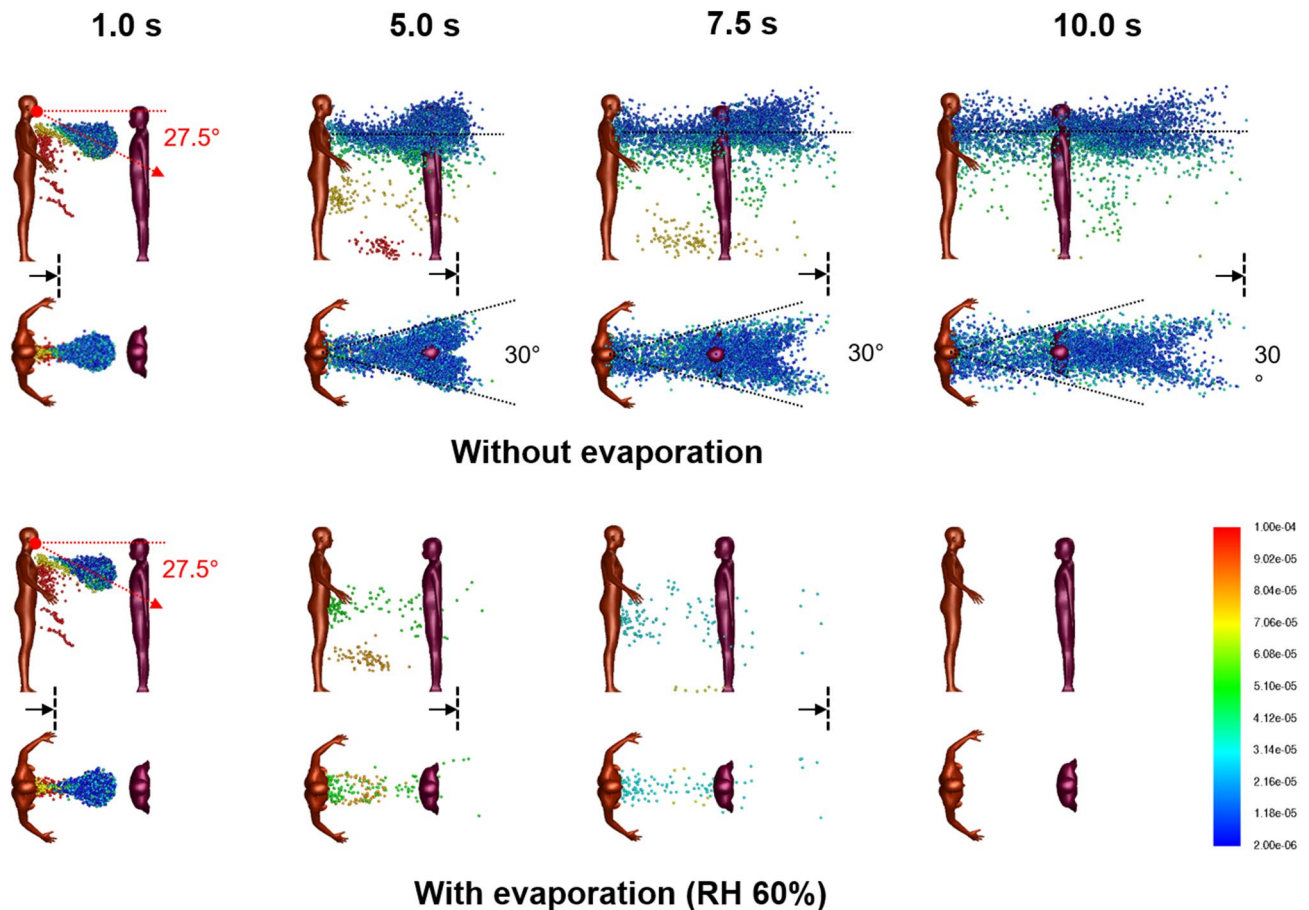 1.0 s
5.0 s
7.5 s
10.0 s
27.5°
30°
30°
30
°
Without evaporation
27.5°
1.00e-04
9.02e-05
8.04e-05
7.06e-05
6.08e-05
5.10e-05
4.12e-05
3.14e-05
2.16e-05
1.18e-05
2.00e-06
With evaporation (RH 60%)